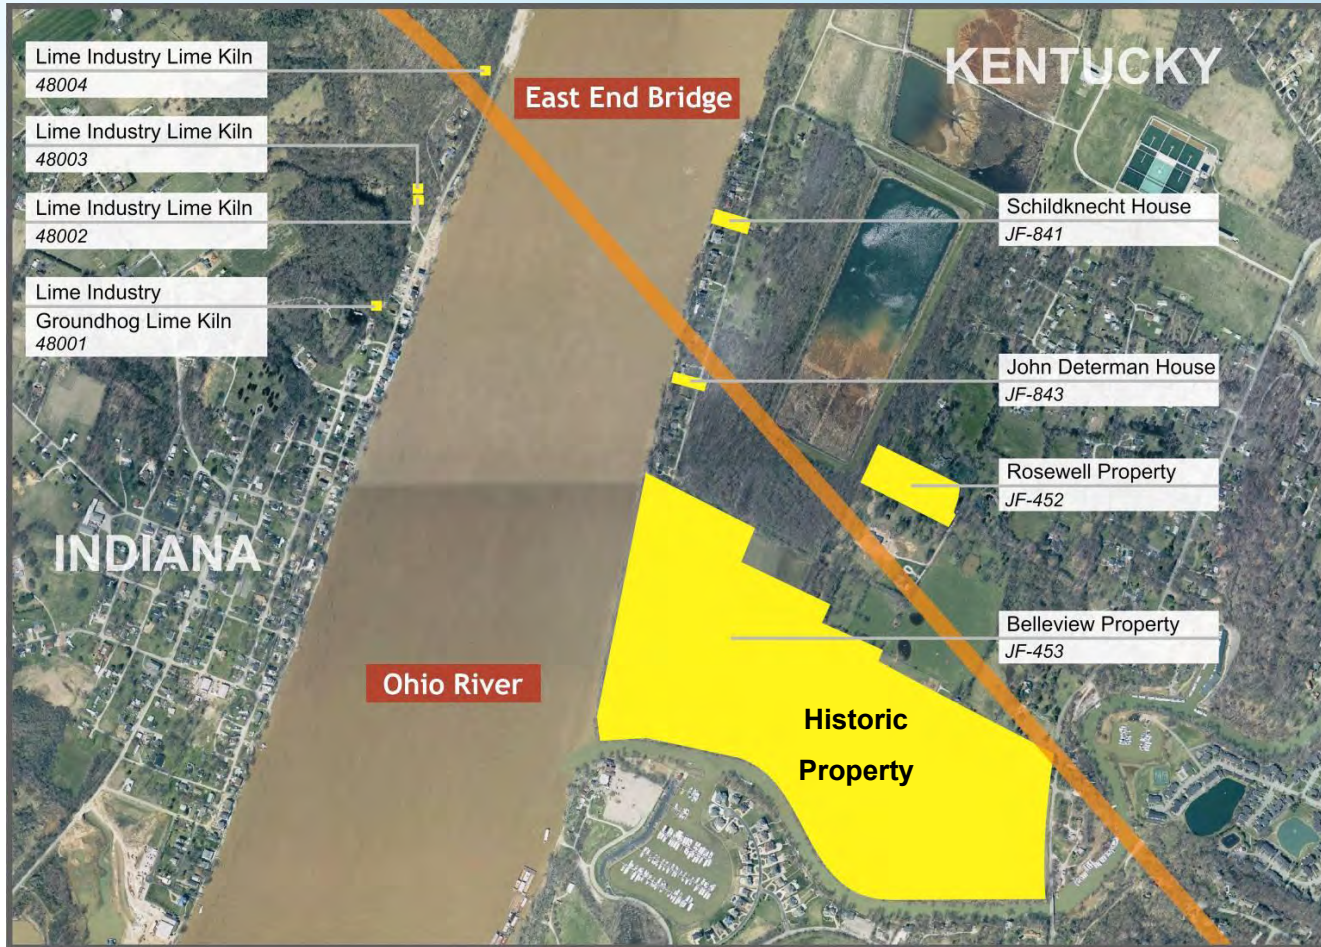 KENTUCKY
Lime Industry Lime Kiln
48004
East End Bridge
Lime Industry Lime Kiln
48003
Lime Industry Lime Kiln
48002
Schildknecht House
JF-841
Lime Industry
Groundhog Lime Kiln
48001
John Determan House
JF-843
Rosewell Property
JF-452
INDIANA
Belleview Property
JF-453
Ohio River
Historic
Property